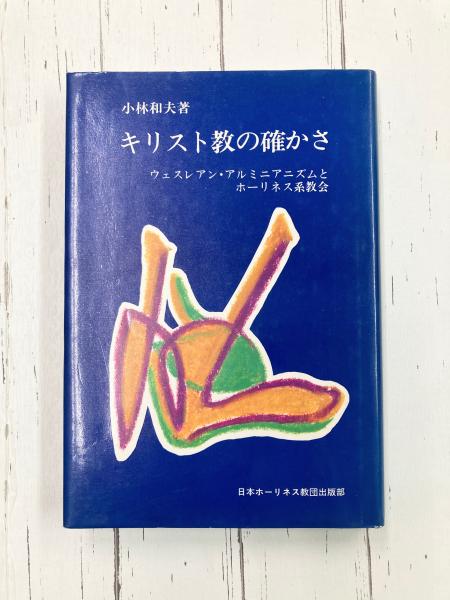 小林和夫著
キリスト教の確かさ
ウェスレアン・アルミニアニズムと
ホーリネス系教会
日本ホーリネス教団出版部